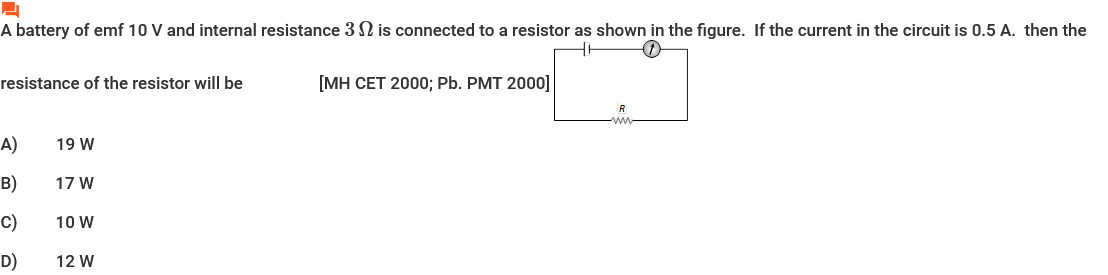 A battery of emf 10 V and internal resistance 3 Ω is connected to a resistor as shown in the figure. If the current in the circuit is 0.5 A. then the
resistance of the resistor will be [MH CET 2000; Pb. PMT 2000]
R
A) 19 W
B) 17 W
C) 10 W
D) 12 W